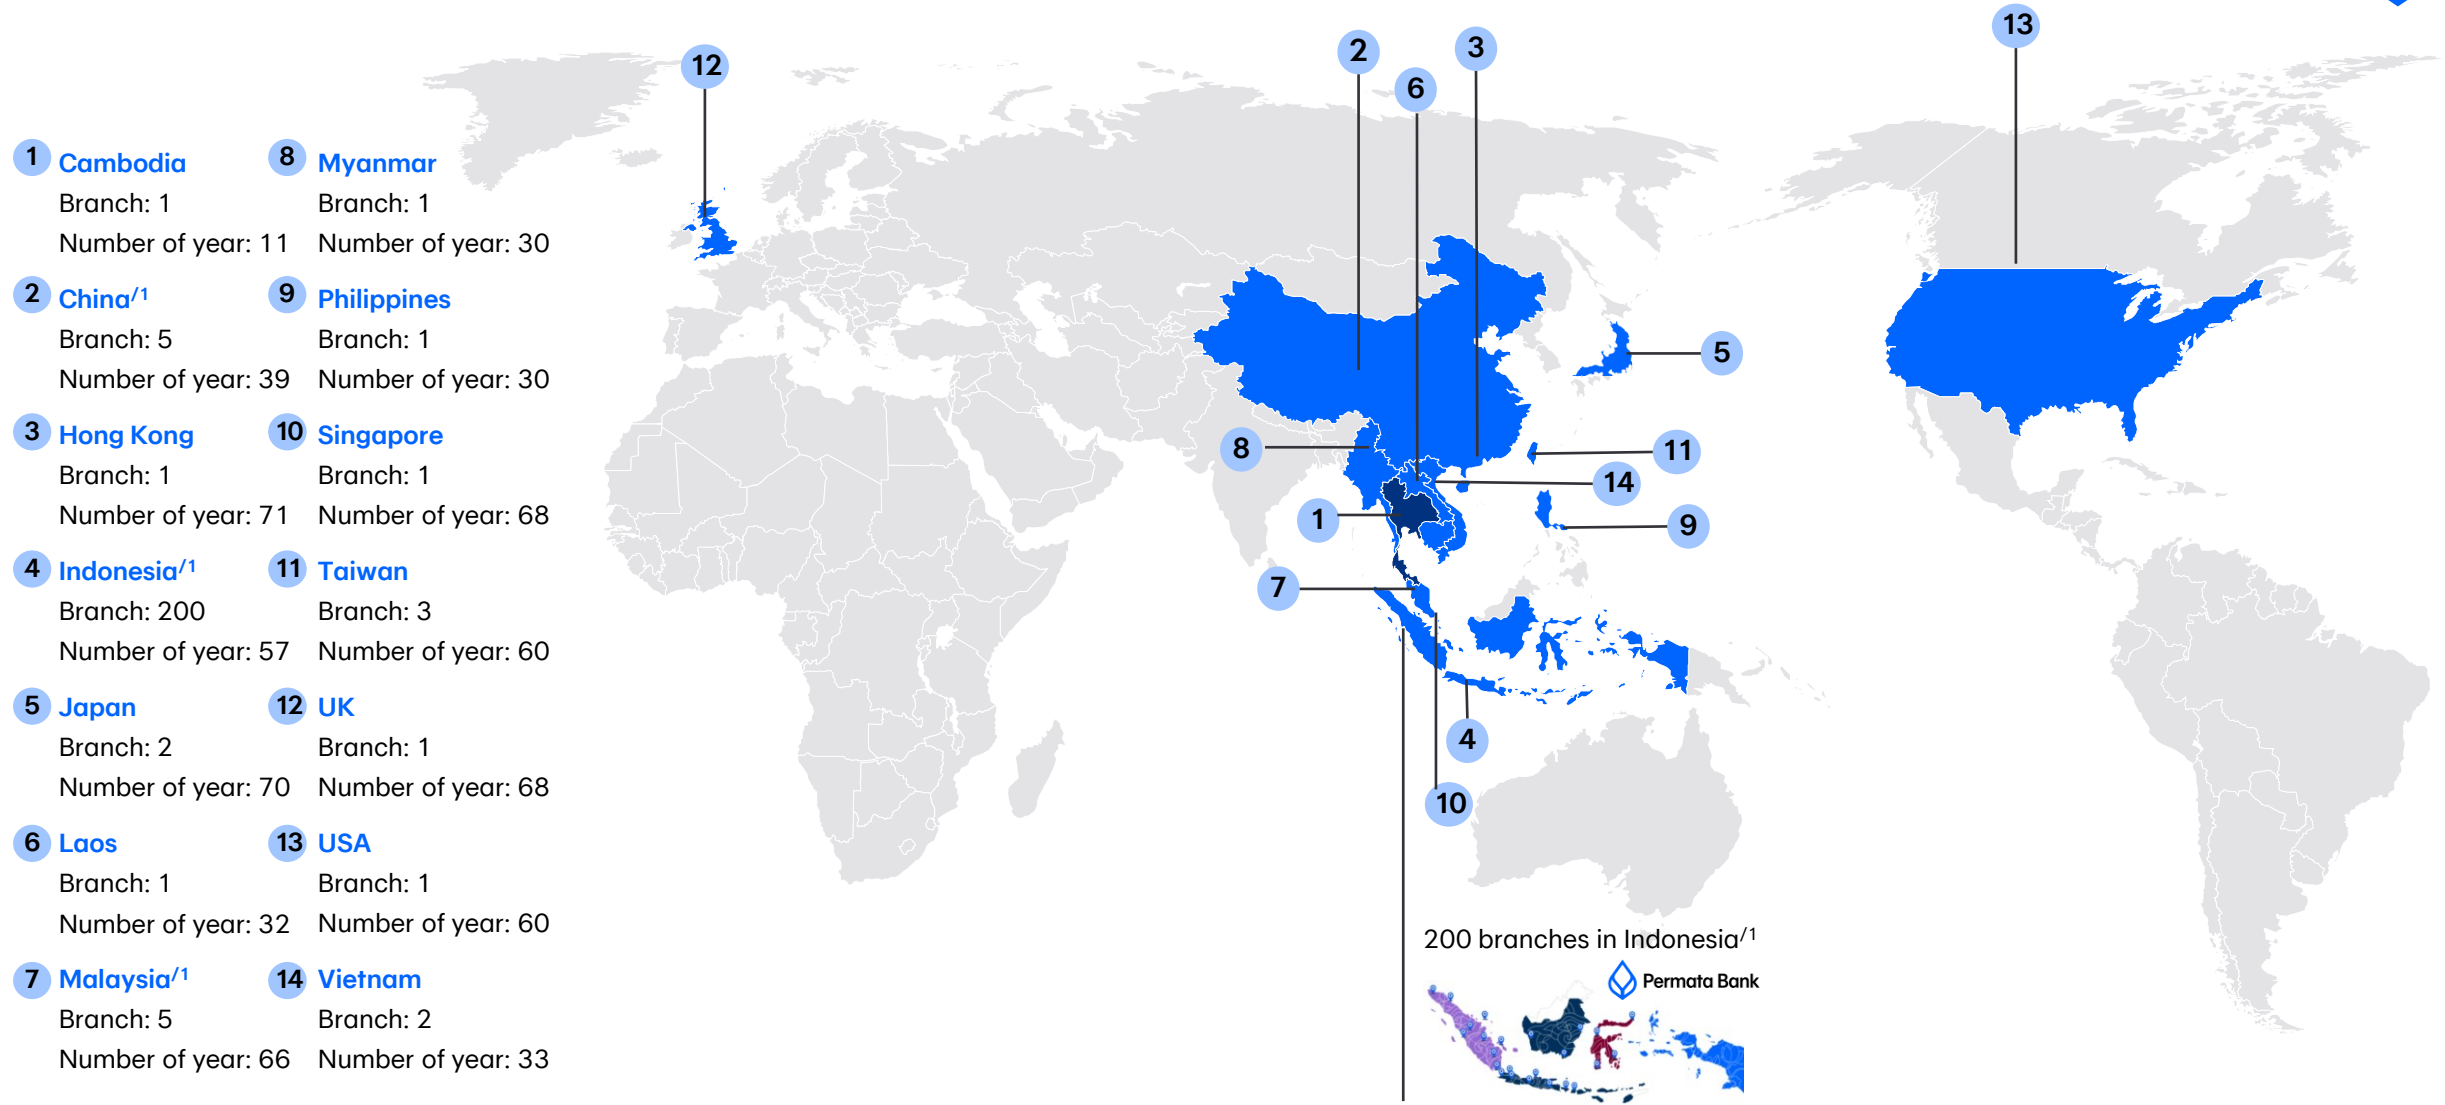 1 Cambodia
Branch: 1
Number of year: 11
2 China/1
Branch: 5
Number of year: 39
3 Hong Kong
Branch: 1
Number of year: 71
4 Indonesia/1
Branch: 200
Number of year: 57
5 Japan
Branch: 2
Number of year: 70
6 Laos
Branch: 1
Number of year: 32
7 Malaysia/1
Branch: 5
Number of year: 66
8 Myanmar
Branch: 1
Number of year: 30
9 Philippines
Branch: 1
Number of year: 30
10 Singapore
Branch: 1
Number of year: 68
11 Taiwan
Branch: 3
Number of year: 60
12 UK
Branch: 1
Number of year: 68
13 USA
Branch: 1
Number of year: 60
14 Vietnam
Branch: 2
Number of year: 33
12
2
3
6
13
5
8
11
14
1
9
7
4
10
200 branches in Indonesia/1
Permata Bank